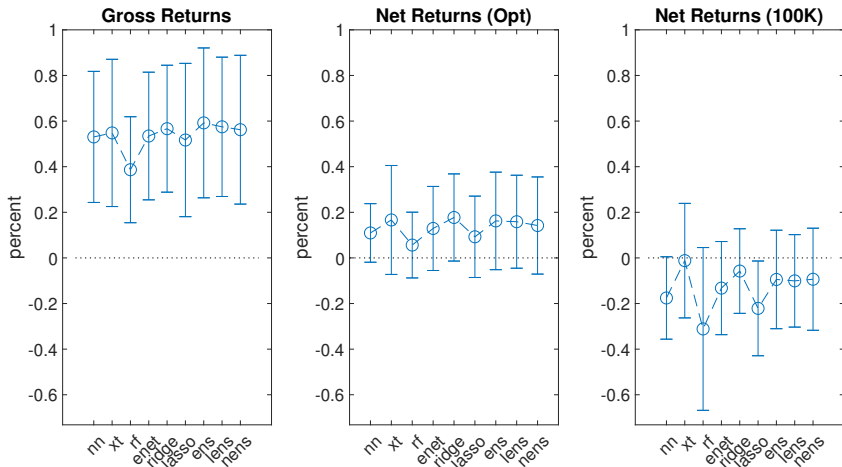 Gross Returns
percent
1
0.8
0.6
0.4
0.2
0
-0.2
-0.4
-0.6
nn
xt
rf
enet
ridge
lasso
ens
lens
nens
Net Returns (Opt)
percent
1
0.8
0.6
0.4
0.2
0
-0.2
-0.4
-0.6
nn
xt
rf
enet
ridge
lasso
ens
lens
nens
Net Returns (100K)
percent
1
0.8
0.6
0.4
0.2
0
-0.2
-0.4
-0.6
nn
xt
rf
enet
ridge
lasso
ens
lens
nens